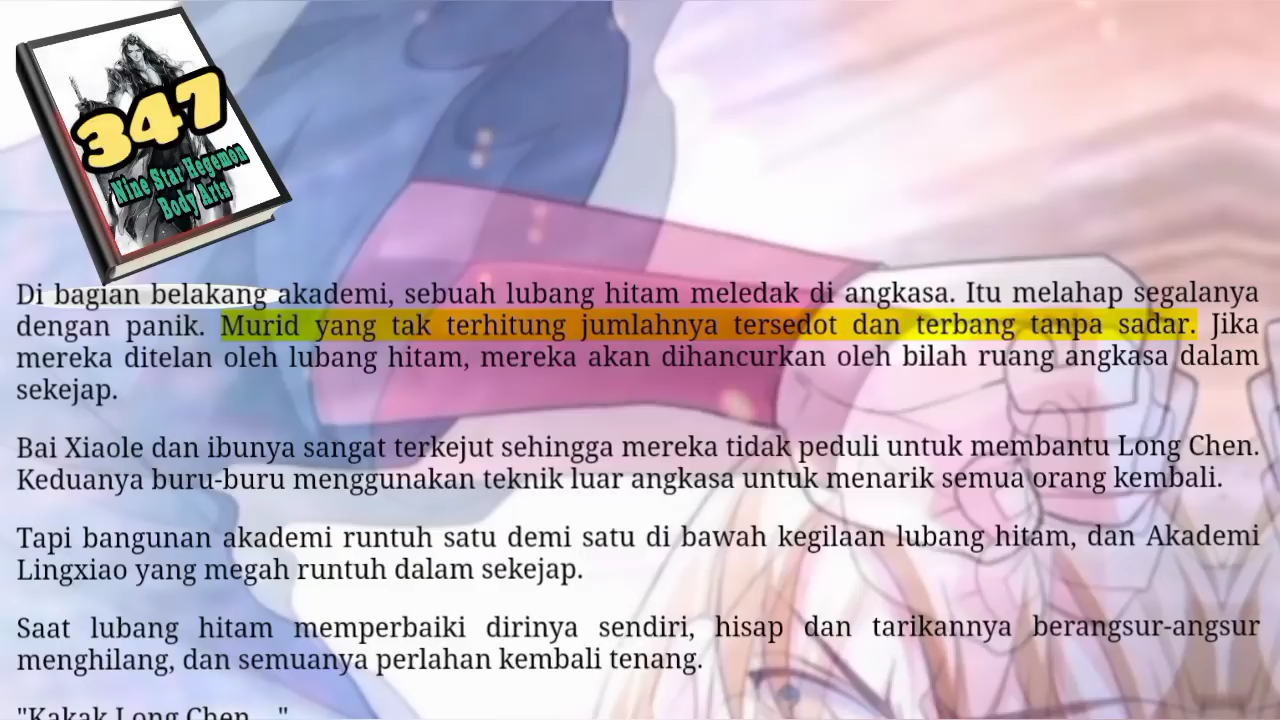 347
Nine Star Hegemon
Body Arts
Di bagian belakang akademi, sebuah lubang hitam meledak di angkasa. Itu melahap segalanya
dengan panik. Murid yang tak terhitung jumlahnya tersedot dan terbang tanpa sadar. Jika
mereka ditelan oleh lubang hitam, mereka akan dihancurkan oleh bilah ruang angkasa dalam
sekejap.
Bai Xiaole dan ibunya sangat terkejut sehingga mereka tidak peduli untuk membantu Long Chen.
Keduanya buru-buru menggunakan teknik luar angkasa untuk menarik semua orang kembali.
Tapi bangunan akademi runtuh satu demi satu di bawah kegilaan lubang hitam, dan Akademi
Lingxiao yang megah runtuh dalam sekejap.
Saat lubang hitam memperbaiki dirinya sendiri, hisap dan tarikannya berangsur-angsur
menghilang, dan semuanya perlahan kembali tenang.
"Kakak Long Chen..."